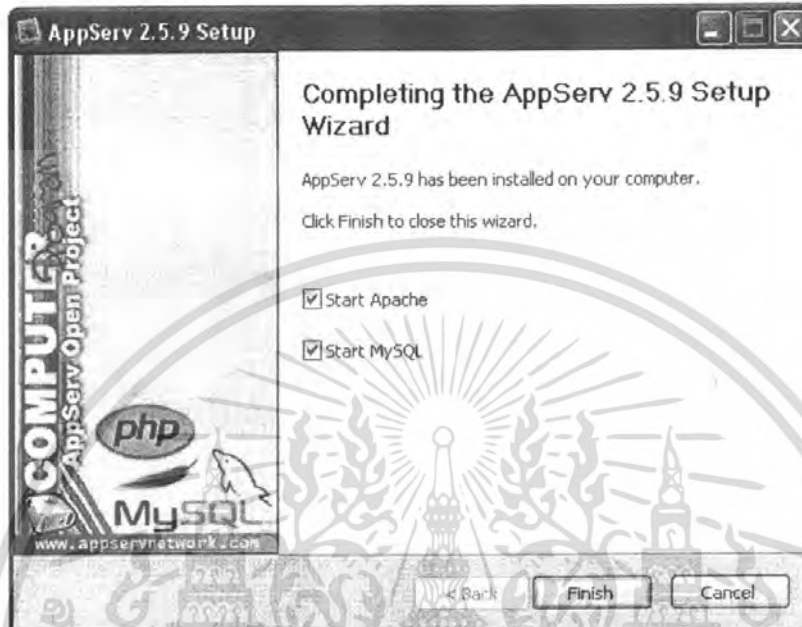 AppServ 2.5.9 Setup
Completing the AppServ 2.5.9 Setup
Wizard
AppServ 2.5.9 has been installed on your computer.
Click Finish to close this wizard.
Start Apache
Start MySQL
COMPUTER
AppServ Open Project
php
MySQL
www.appservnetwork.com
< Back
Finish
Cancel